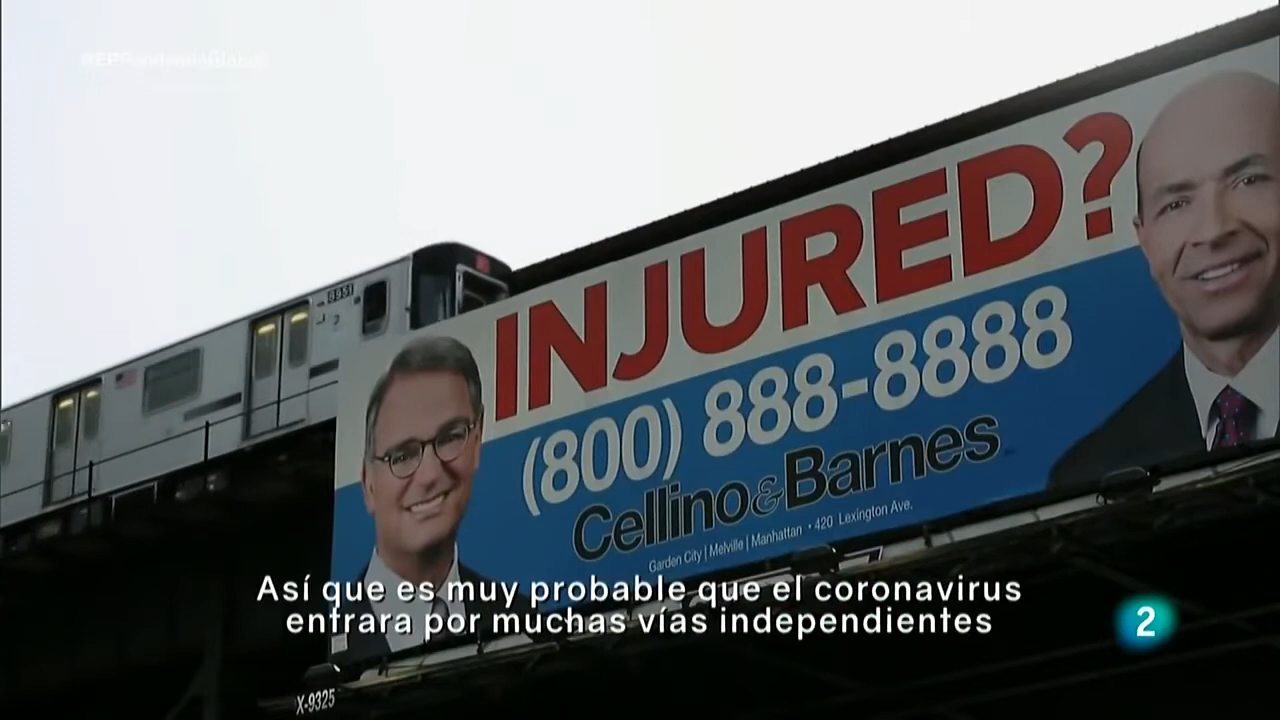 8951
INJURED?
(800) 888-8888
Cellino & Barnes
Garden City | Melville | Manhattan • 420 Lexington Ave.
Así que es muy probable que el coronavirus
entrara por muchas vías independientes
2
X-9325